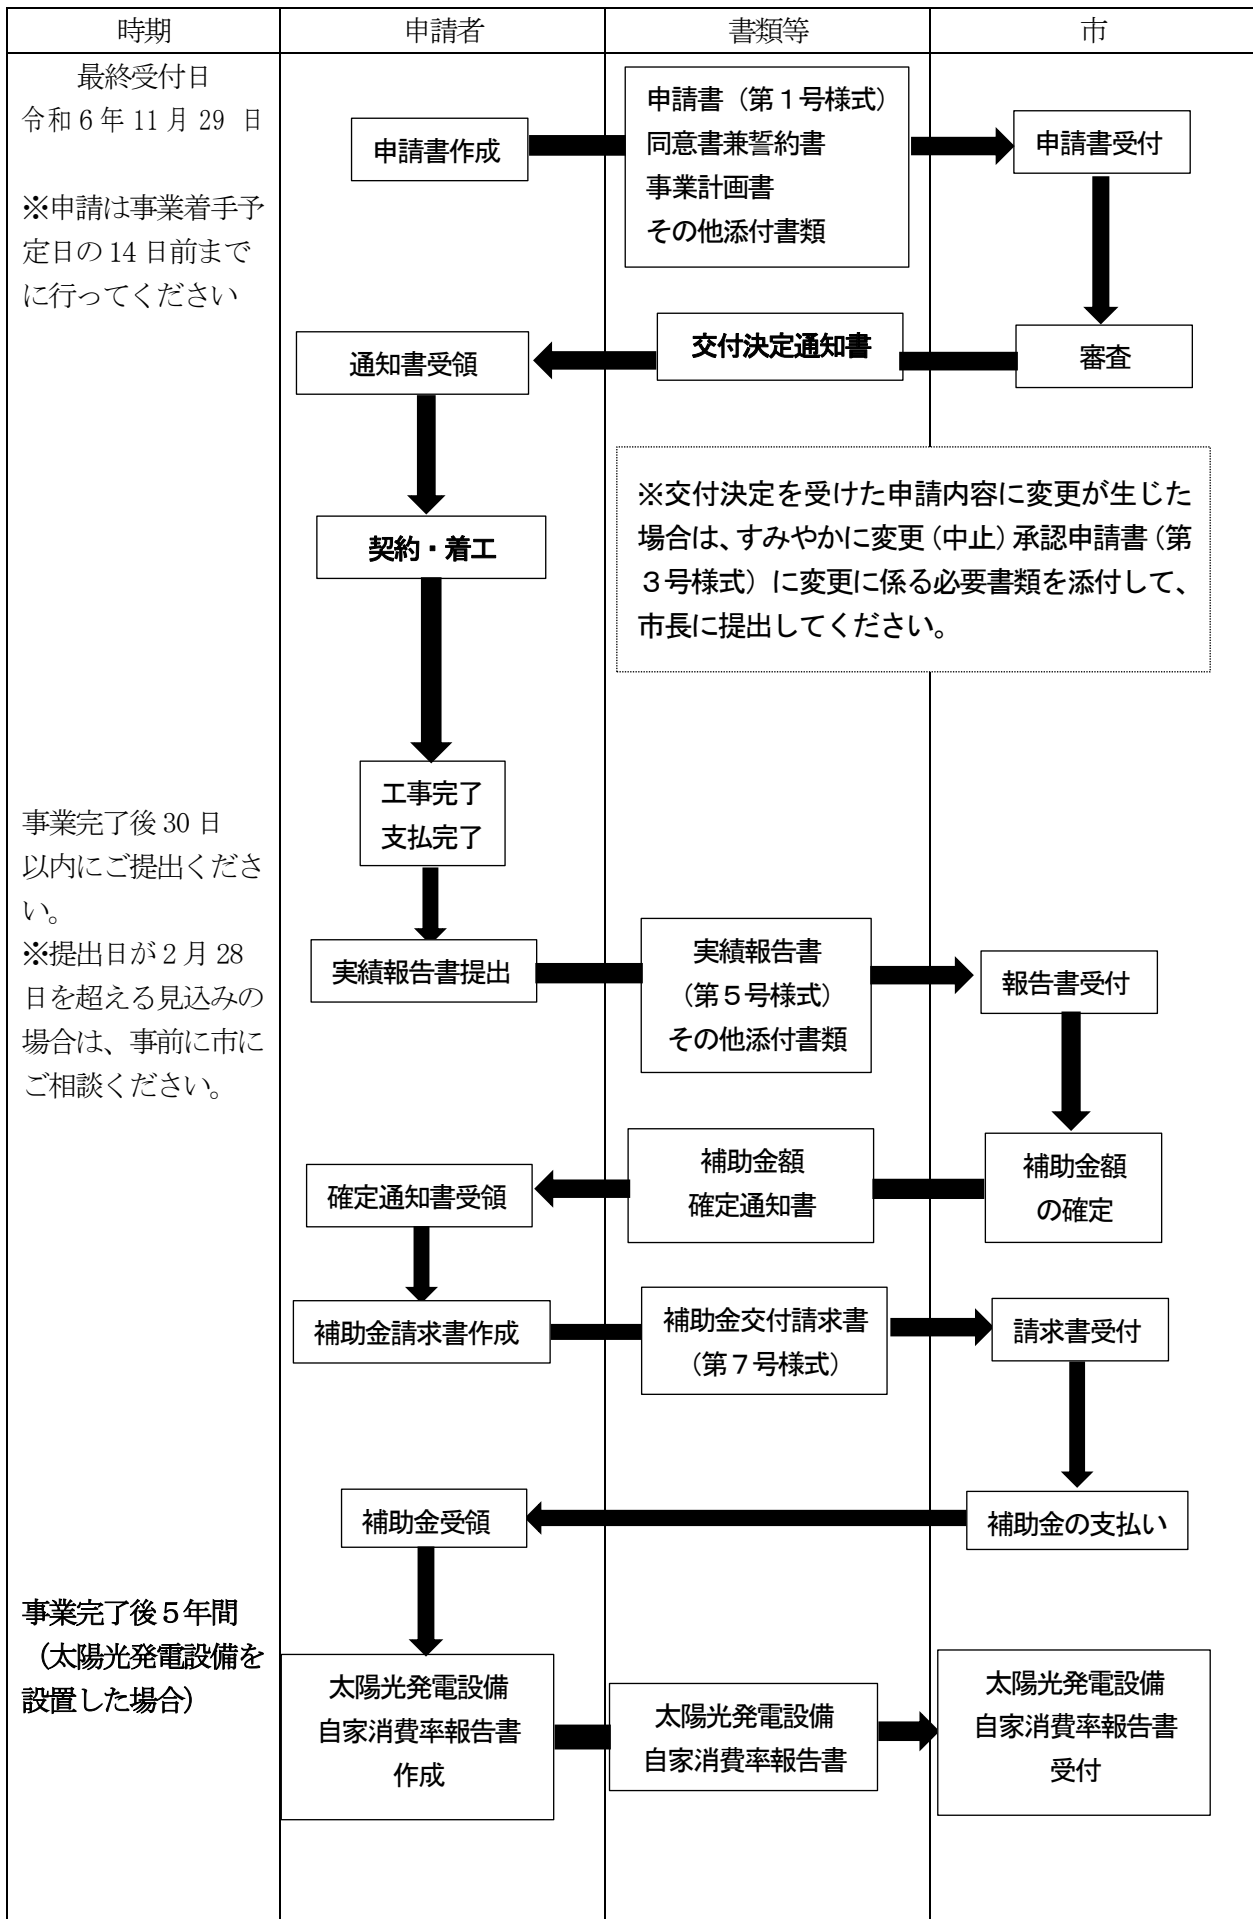 時期
申請者
書類等
市
最終受付日
令和6年11月29 日
※申請は事業着手予
定日の14日前まで
に行ってください
申請書作成
申請書（第１号様式）
同意書兼誓約書
事業計画書
その他添付書類
申請書受付
通知書受領
交付決定通知書
審査
※交付決定を受けた申請内容に変更が生じた
場合は、すみやかに変更（中止）承認申請書（第
３号様式）に変更に係る必要書類を添付して、
市長に提出してください。
契約・着工
工事完了
支払完了
事業完了後30日
以内にご提出くださ
い。
※提出日が2月28
日を超える見込みの
場合は、事前に市に
ご相談ください。
実績報告書提出
実績報告書
（第５号様式）
その他添付書類
報告書受付
確定通知書受領
補助金額
確定通知書
補助金額
の確定
補助金請求書作成
補助金交付請求書
（第７号様式）
請求書受付
補助金受領
補助金の支払い
事業完了後５年間
（太陽光発電設備を
設置した場合）
太陽光発電設備
自家消費率報告書
作成
太陽光発電設備
自家消費率報告書
太陽光発電設備
自家消費率報告書
受付